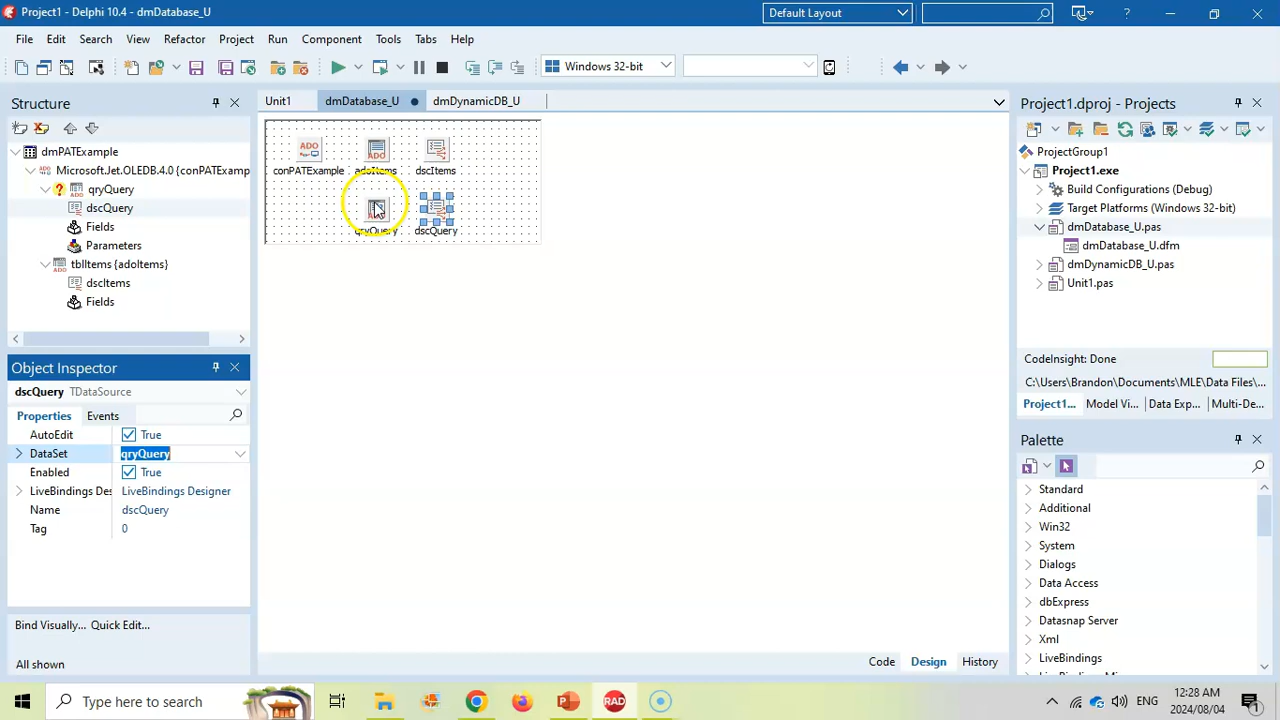 Project1 - Delphi 10.4 - dmDatabase_U
Default Layout
File Edit Search View Refactor Project Run Component Tools Tabs Help
Windows 32-bit
Structure
Unit1 dmDatabase_U dmDynamicDB_U
Project1.dproj - Projects
dmPATExample
Microsoft.Jet.OLEDB.4.0 {conPATExamp
qryQuery
dscQuery
Fields
Parameters
tblItems {adoItems}
dscItems
Fields
ADO
ADO
conPATExample adoItems dscItems
qryQuery dscQuery
ProjectGroup1
Project1.exe
Build Configurations (Debug)
Target Platforms (Windows 32-bit)
dmDatabase_U.pas
dmDatabase_U.dfm
dmDynamicDB_U.pas
Unit1.pas
CodeInsight: Done
C:\Users\Brandon\Documents\MLE\Data Files\...
Project1... Model Vi... Data Exp... Multi-De...
Object Inspector
dscQuery TDataSource
Properties Events
AutoEdit True
DataSet qryQuery
Enabled True
LiveBindings Des LiveBindings Designer
Name dscQuery
Tag 0
Bind Visually... Quick Edit...
All shown
Palette
Standard
Additional
Win32
System
Dialogs
Data Access
dbExpress
Datasnap Server
Xml
LiveBindings
Code Design History
Type here to search
RAD
ENG
12:28 AM
2024/08/04